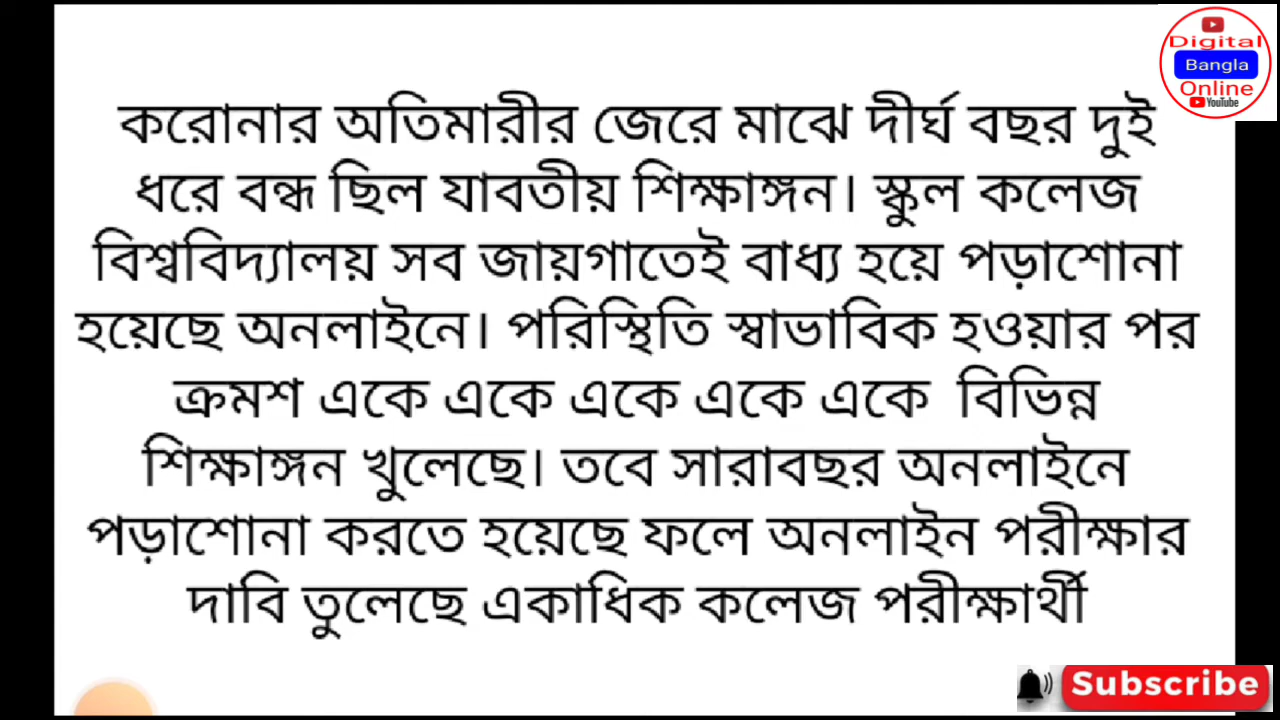 Digital
Bangla
Online
YouTube
করোনার অতিমারীর জেরে মাঝে দীর্ঘ বছর দুই
ধরে বন্ধ ছিল যাবতীয় শিক্ষাঙ্গন। স্কুল কলেজ
বিশ্ববিদ্যালয় সব জায়গাতেই বাধ্য হয়ে পড়াশোনা
হয়েছে অনলাইনে। পরিস্থিতি স্বাভাবিক হওয়ার পর
ক্রমশ একে একে একে একে একে বিভিন্ন
শিক্ষাঙ্গন খুলেছে। তবে সারাবছর অনলাইনে
পড়াশোনা করতে হয়েছে ফলে অনলাইন পরীক্ষার
দাবি তুলেছে একাধিক কলেজ পরীক্ষার্থী
Subscribe